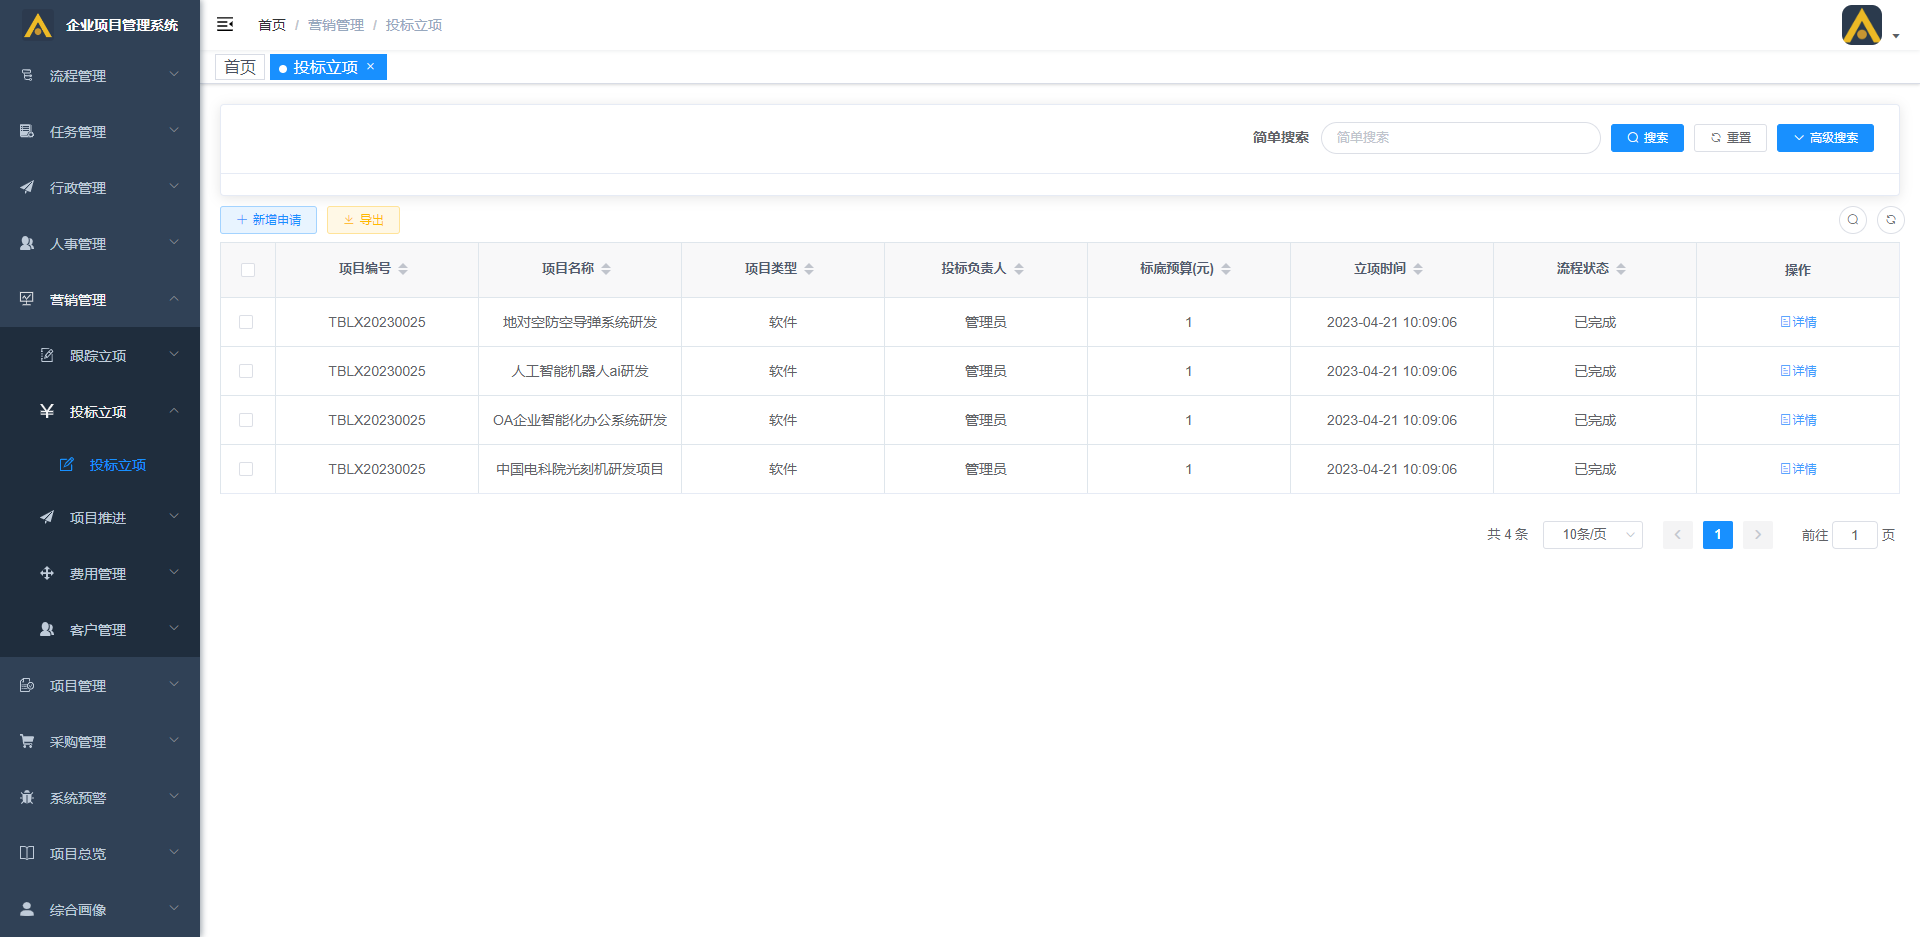 企业项目管理系统
流程管理
任务管理
行政管理
人事管理
营销管理
跟踪立项
投标立项
投标立项
项目推进
费用管理
客户管理
项目管理
采购管理
系统预警
项目总览
综合画像
首页 / 营销管理 / 投标立项
首页 投标立项 ×
简单搜索 简单搜索 搜索 重置 高级搜索
新增申请 导出
项目编号 项目名称 项目类型 投标负责人 标底预算(元) 立项时间 流程状态 操作
TBLX20230025 地对空防空导弹系统研发 软件 管理员 1 2023-04-21 10:09:06 已完成 详情
TBLX20230025 人工智能机器人ai研发 软件 管理员 1 2023-04-21 10:09:06 已完成 详情
TBLX20230025 OA企业智能化办公系统研发 软件 管理员 1 2023-04-21 10:09:06 已完成 详情
TBLX20230025 中国电科院光刻机研发项目 软件 管理员 1 2023-04-21 10:09:06 已完成 详情
共 4 条 10条/页 1 前往 1 页